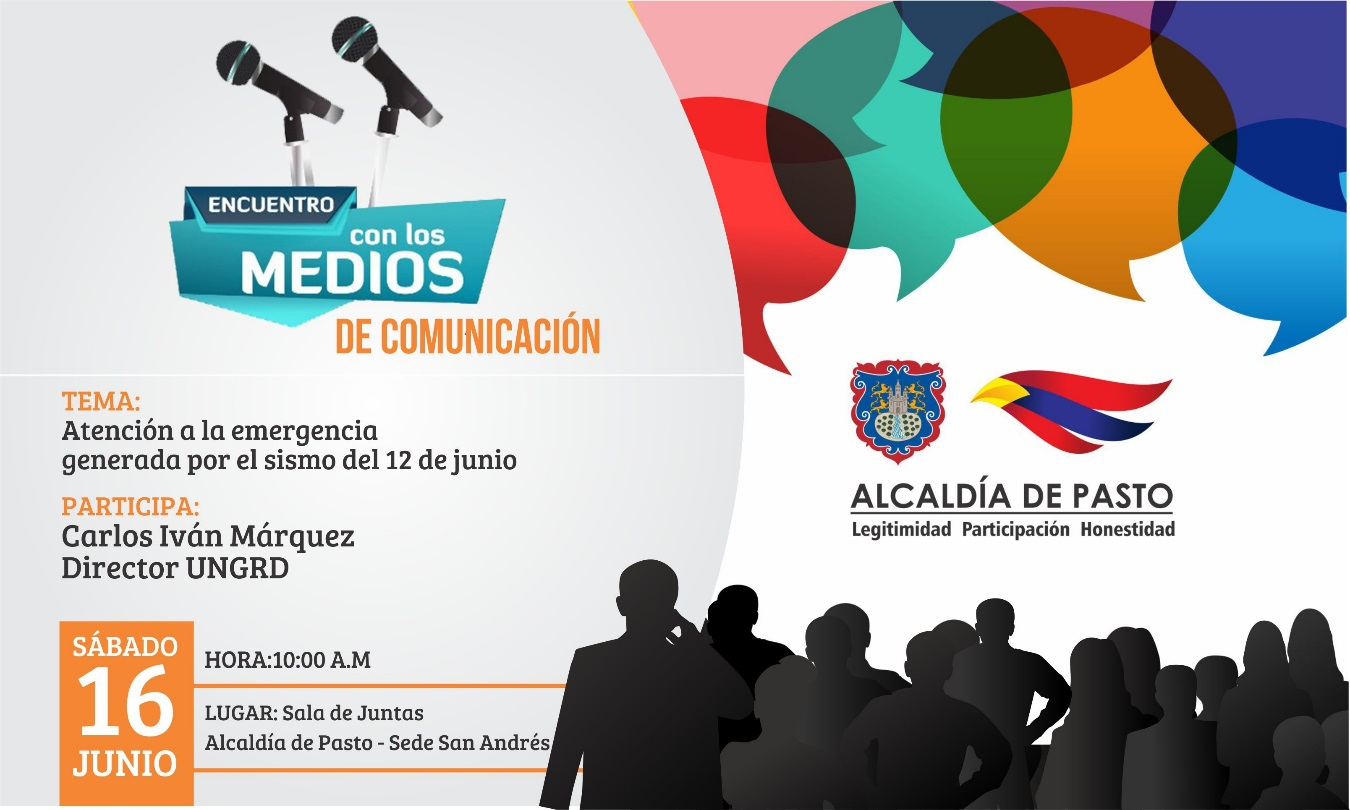 ENCUENTRO
con los
MEDIOS
DE COMUNICACIÓN
TEMA:
Atención a la emergencia
generada por el sismo del 12 de junio
PARTICIPA:
Carlos Iván Márquez
Director UNGRD
SÁBADO
16
JUNIO
HORA:10:00 A.M
LUGAR: Sala de Juntas
Alcaldía de Pasto - Sede San Andrés
ALCALDÍA DE PASTO
Legitimidad Participación Honestidad